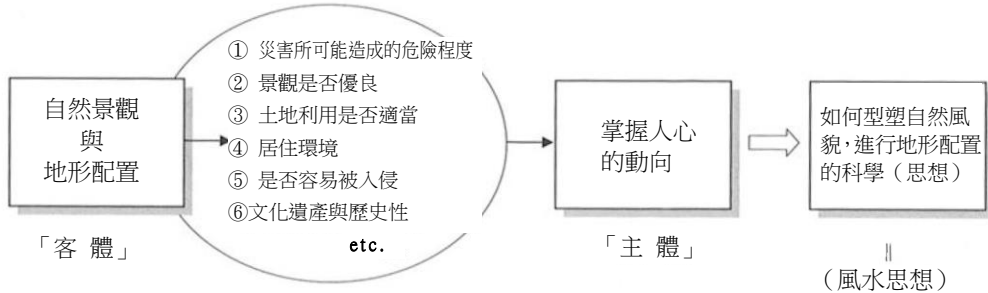 自然景觀
與
地形配置
「客 體」
① 災害所可能造成的危險程度
② 景觀是否優良
③ 土地利用是否適當
④ 居住環境
⑤ 是否容易被入侵
⑥文化遺產與歷史性
etc.
掌握人心
的動向
「主 體」
如何型塑自然風
貌，進行地形配置
的科學（思想）
॥
（風水思想）